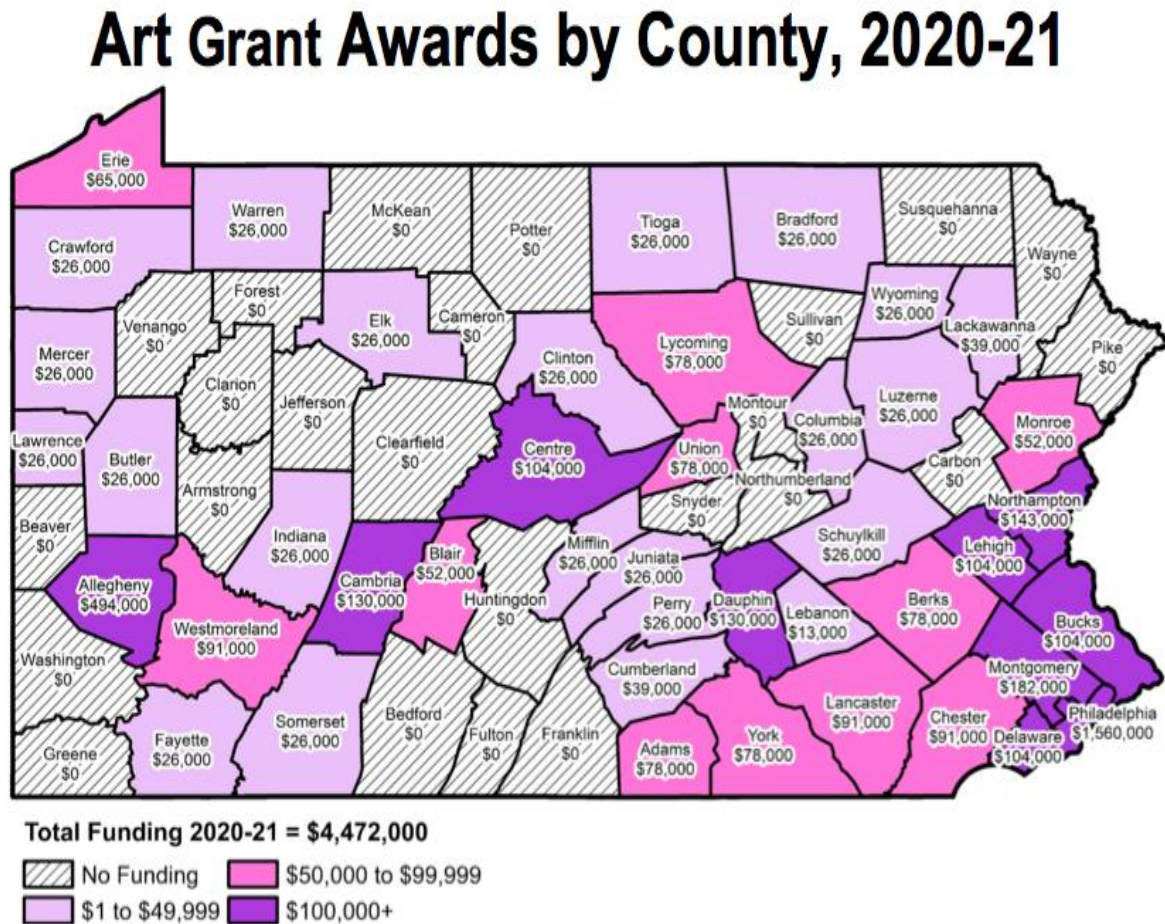 Art Grant Awards by County, 2020-21
Erie
$65,000
Crawford
$26,000
Warren
$26,000
McKean
$0
Potter
$0
Tioga
$26,000
Bradford
$26,000
Susquehanna
$0
Wayne
$0
Mercer
$26,000
Venango
$0
Forest
$0
Elk
$26,000
Cameron
$0
Clinton
$26,000
Lycoming
$78,000
Sullivan
$0
Wyoming
$26,000
Lackawanna
$39,000
Pike
$0
Lawrence
$26,000
Butler
$26,000
Clarion
$0
Jefferson
$0
Clearfield
$0
Centre
$104,000
Union
$78,000
Montour
$0
Columbia
$26,000
Luzerne
$26,000
Monroe
$52,000
Carbon
$0
Beaver
$0
Armstrong
$0
Indiana
$26,000
Snyder
$0
Northumberland
$0
Schuylkill
$26,000
Northampton
$143,000
Lehigh
$104,000
Allegheny
$494,000
Westmoreland
$91,000
Cambria
$130,000
Blair
$52,000
Huntingdon
$0
Mifflin
$26,000
Juniata
$26,000
Perry
$26,000
Dauphin
$130,000
Lebanon
$13,000
Berks
$78,000
Bucks
$104,000
Montgomery
$182,000
Washington
$0
Cumberland
$39,000
Lancaster
$91,000
Chester
$91,000
Philadelphia
$1,560,000
Delaware
$104,000
Greene
$0
Fayette
$26,000
Somerset
$26,000
Bedford
$0
Fulton
$0
Franklin
$0
Adams
$78,000
York
$78,000
Total Funding 2020-21 = $4,472,000
No Funding
$50,000 to $99,999
$1 to $49,999
$100,000+